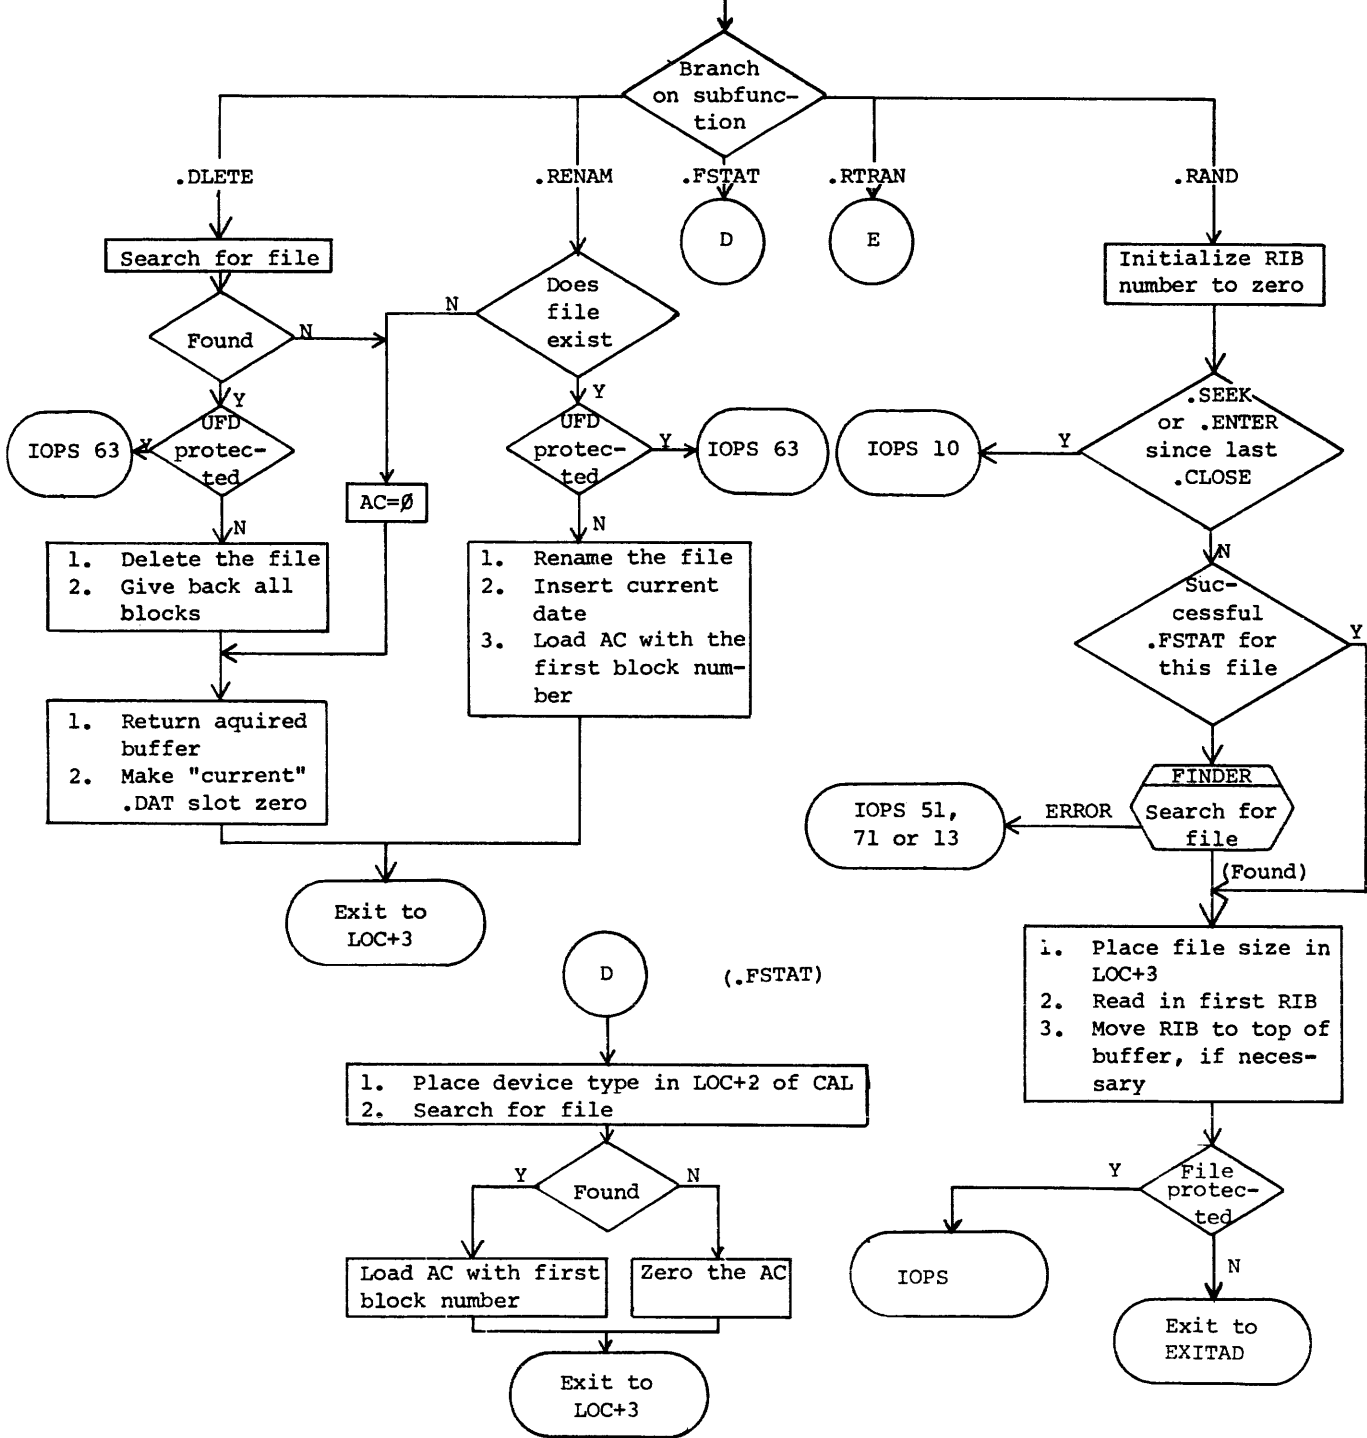 Branch
on subfunc-
tion
.DLETE
.RENAM
.FSTAT
.RTRAN
.RAND
D
E
Search for file
Initialize RIB
number to zero
Does
file
exist
N
Found
N
Y
Y
UFD
protec-
ted
Y
IOPS 63
UFD
protec-
ted
Y
IOPS 63
.SEEK
or .ENTER
since last
.CLOSE
Y
IOPS 10
AC=Ø
N
N
N
1. Delete the file
2. Give back all
blocks
1. Rename the file
2. Insert current
date
3. Load AC with the
first block num-
ber
Suc-
cessful
.FSTAT for
this file
Y
1. Return aquired
buffer
2. Make "current"
.DAT slot zero
FINDER
Search for
file
ERROR
IOPS 51,
71 or 13
(Found)
Exit to
LOC+3
D
(.FSTAT)
1. Place file size in
LOC+3
2. Read in first RIB
3. Move RIB to top of
buffer, if neces-
sary
1. Place device type in LOC+2 of CAL
2. Search for file
Found
Y
N
File
protec-
ted
Y
N
Load AC with first
block number
Zero the AC
IOPS
Exit to
EXITAD
Exit to
LOC+3